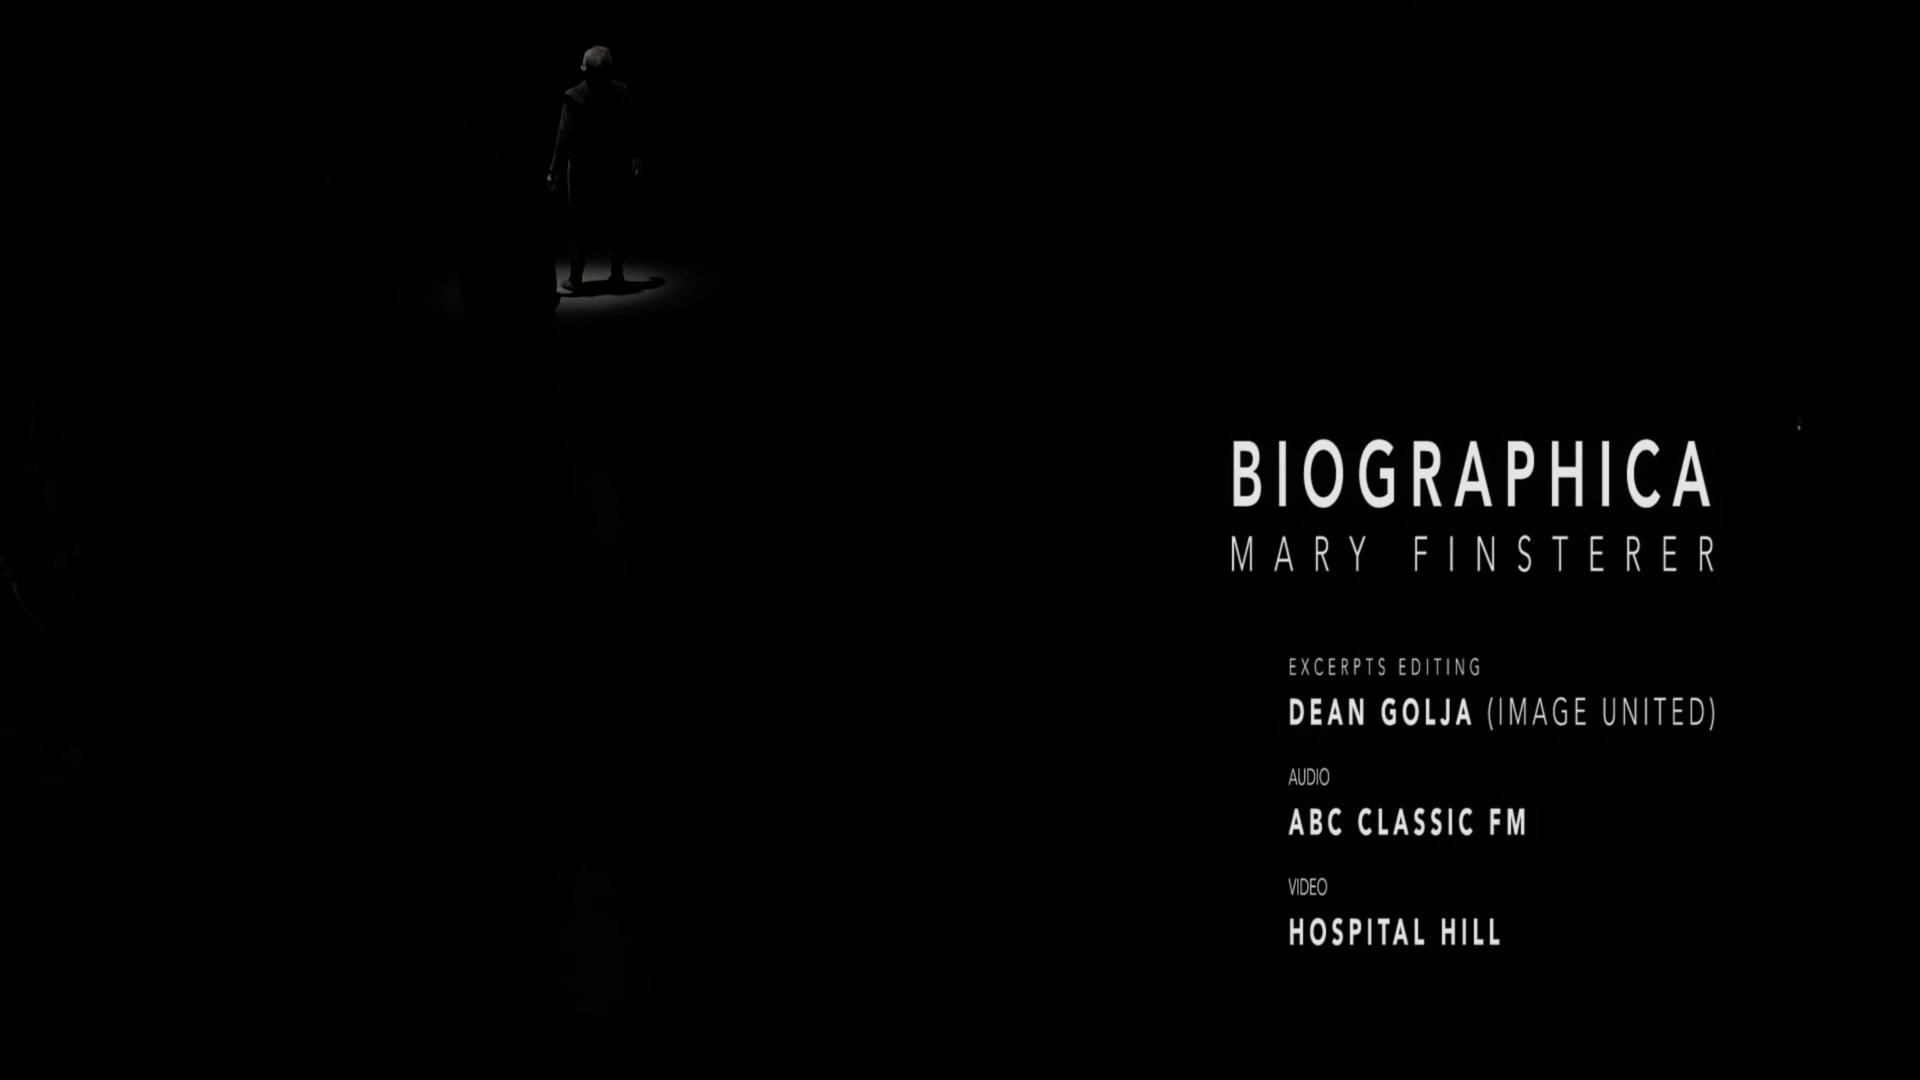 BIOGRAPHICA
MARY FINSTERER
EXCERPTS EDITING
DEAN GOLJA (IMAGE UNITED)
AUDIO
ABC CLASSIC FM
VIDEO
HOSPITAL HILL